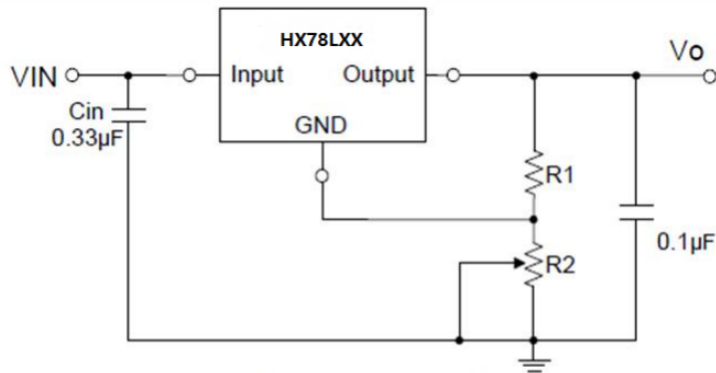 HX78LXX
VIN
Input
Output
Vo
Cin
0.33μF
GND
R1
R2
0.1μF